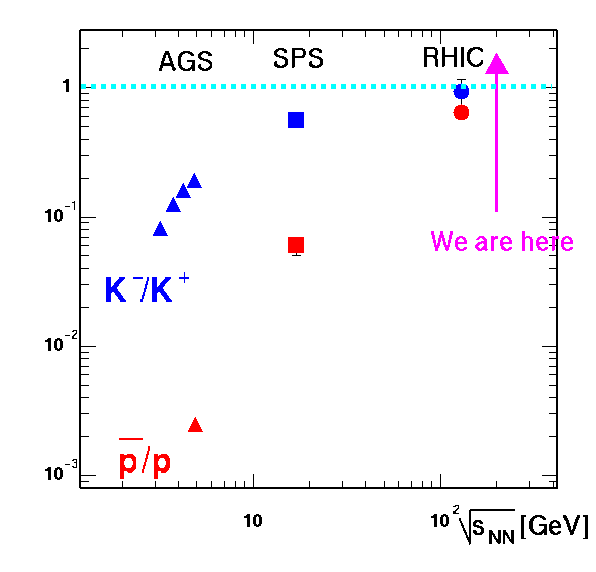 AGS SPS RHIC
1
10⁻¹
We are here
K⁻/K⁺
10⁻²
p̅/p
10⁻³
10 10² √s_NN [GeV]